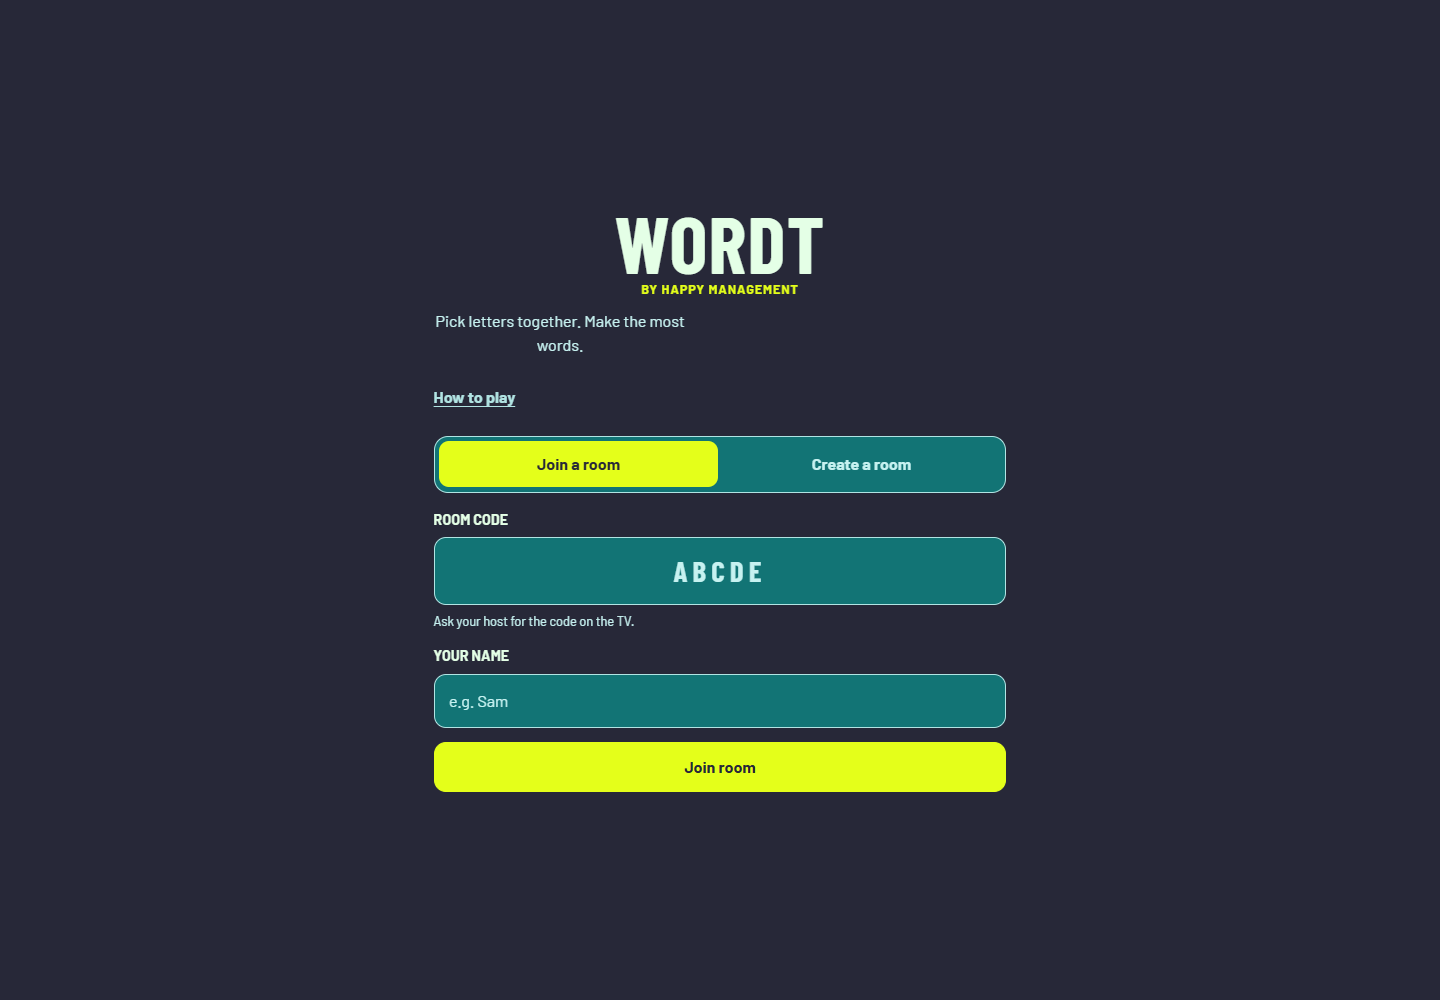 WORDT
BY HAPPY MANAGEMENT
Pick letters together. Make the most
words.
How to play
Join a room
Create a room
ROOM CODE
ABCDE
Ask your host for the code on the TV.
YOUR NAME
e.g. Sam
Join room